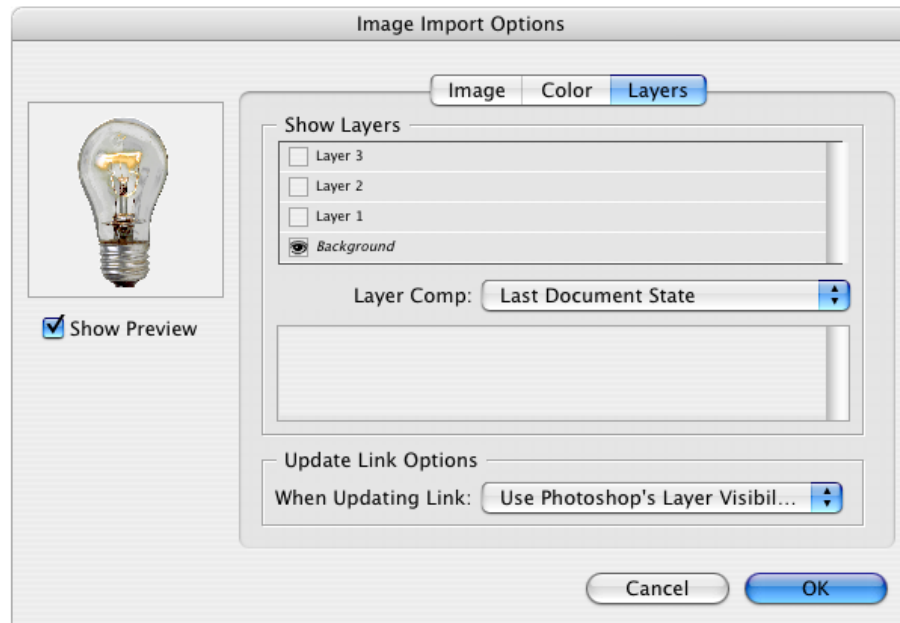 Image Import Options
Image Color Layers
Show Layers
Layer 3
Layer 2
Layer 1
Background
Layer Comp: Last Document State
Show Preview
Update Link Options
When Updating Link: Use Photoshop's Layer Visibil...
Cancel OK